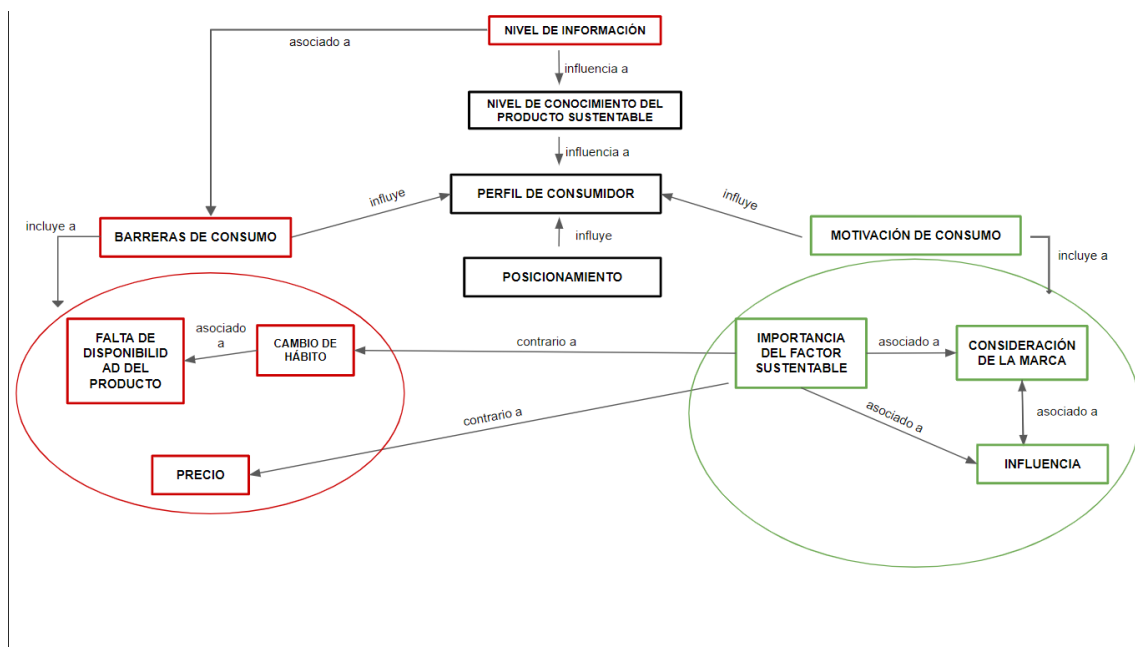 NIVEL DE INFORMACIÓN
asociado a
influencia a
NIVEL DE CONOCIMIENTO DEL
PRODUCTO SUSTENTABLE
influencia a
PERFIL DE CONSUMIDOR
influye
influye
incluye a
BARRERAS DE CONSUMO
influye
MOTIVACIÓN DE CONSUMO
incluye a
POSICIONAMIENTO
FALTA DE
DISPONIBILID
AD DEL
PRODUCTO
asociado
a
CAMBIO DE
HÁBITO
contrario a
IMPORTANCIA
DEL FACTOR
SUSTENTABLE
asociado a
CONSIDERACIÓN
DE LA MARCA
contrario a
asociado a
asociado a
PRECIO
INFLUENCIA